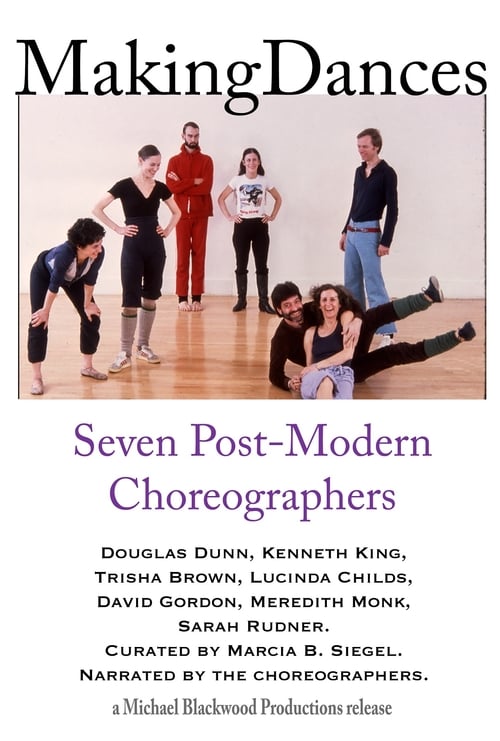 MakingDances
Seven Post-Modern
Choreographers
DOUGLAS DUNN, KENNETH KING,
TRISHA BROWN, LUCINDA CHILDS,
DAVID GORDON, MEREDITH MONK,
SARAH RUDNER.
CURATED BY MARCIA B. SIEGEL.
NARRATED BY THE CHOREOGRAPHERS.
a Michael Blackwood Productions release